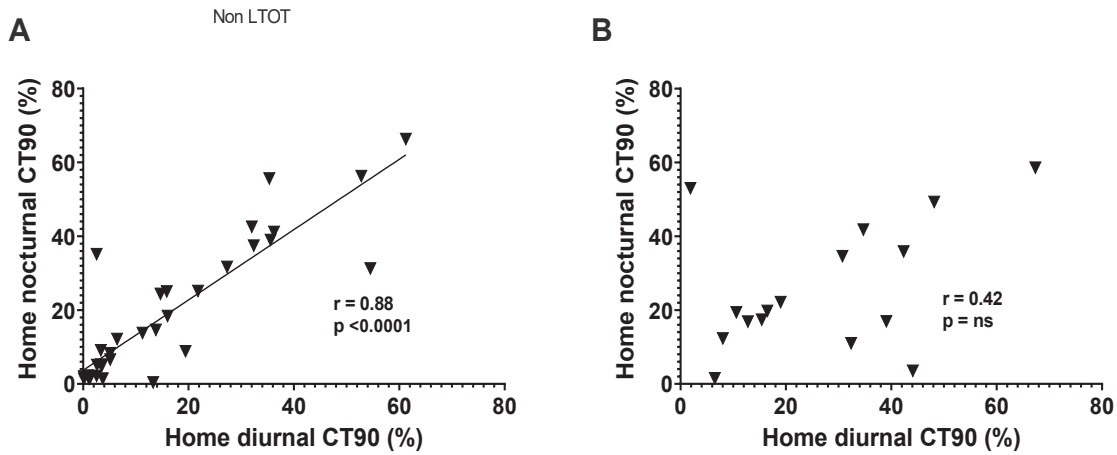 Non LTOT
A
Home nocturnal CT90 (%)
80
60
40
20
0
r = 0.88
p <0.0001
0 20 40 60 80
Home diurnal CT90 (%)
B
Home nocturnal CT90 (%)
80
60
40
20
0
r = 0.42
p = ns
0 20 40 60 80
Home diurnal CT90 (%)